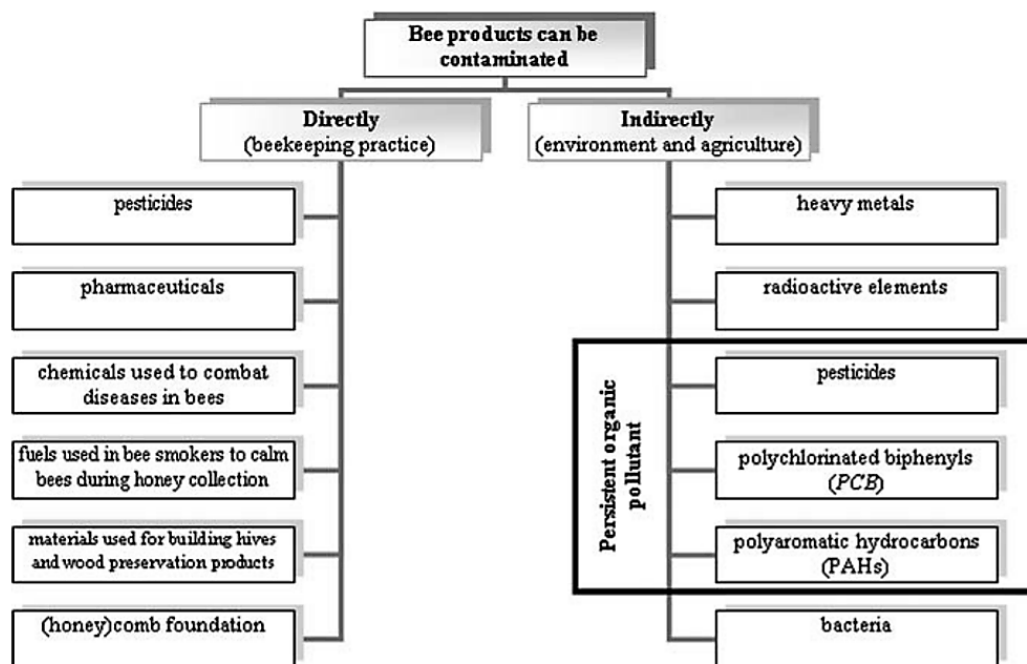 Bee products can be
contaminated
Directly
(beekeeping practice)
Indirectly
(environment and agriculture)
pesticides
pharmaceuticals
chemicals used to combat
diseases in bees
fuels used in bee smokers to calm
bees during honey collection
materials used for building hives
and wood preservation products
(honey)comb foundation
heavy metals
radioactive elements
Persistent organic
pollutant
pesticides
polychlorinated biphenyls
(PCB)
polyaromatic hydrocarbons
(PAHs)
bacteria